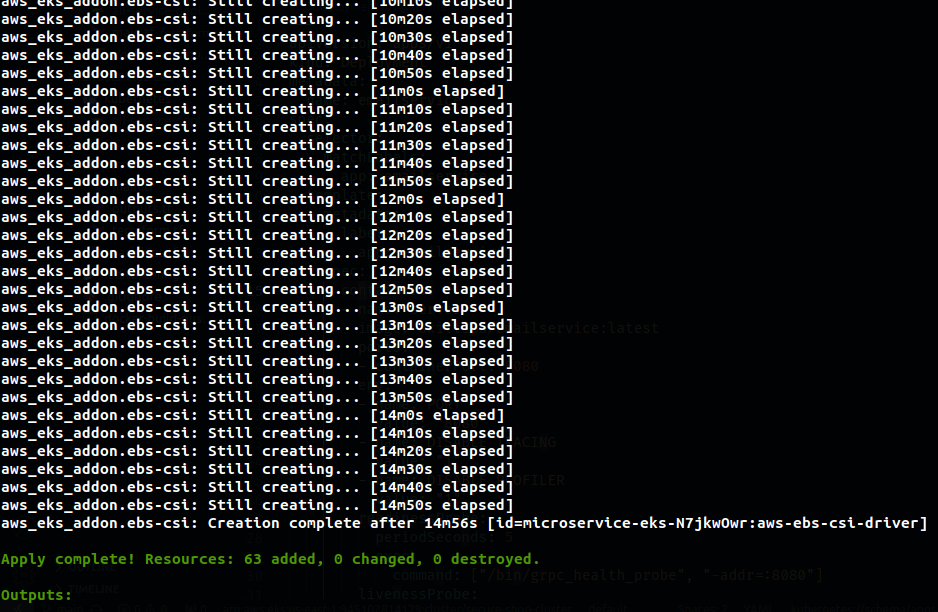 aws_eks_addon.ebs-csi: Still creating... [10m10s elapsed]
aws_eks_addon.ebs-csi: Still creating... [10m20s elapsed]
aws_eks_addon.ebs-csi: Still creating... [10m30s elapsed]
aws_eks_addon.ebs-csi: Still creating... [10m40s elapsed]
aws_eks_addon.ebs-csi: Still creating... [10m50s elapsed]
aws_eks_addon.ebs-csi: Still creating... [11m0s elapsed]
aws_eks_addon.ebs-csi: Still creating... [11m10s elapsed]
aws_eks_addon.ebs-csi: Still creating... [11m20s elapsed]
aws_eks_addon.ebs-csi: Still creating... [11m30s elapsed]
aws_eks_addon.ebs-csi: Still creating... [11m40s elapsed]
aws_eks_addon.ebs-csi: Still creating... [11m50s elapsed]
aws_eks_addon.ebs-csi: Still creating... [12m0s elapsed]
aws_eks_addon.ebs-csi: Still creating... [12m10s elapsed]
aws_eks_addon.ebs-csi: Still creating... [12m20s elapsed]
aws_eks_addon.ebs-csi: Still creating... [12m30s elapsed]
aws_eks_addon.ebs-csi: Still creating... [12m40s elapsed]
aws_eks_addon.ebs-csi: Still creating... [12m50s elapsed]
aws_eks_addon.ebs-csi: Still creating... [13m0s elapsed]
aws_eks_addon.ebs-csi: Still creating... [13m10s elapsed]
ailservice:latest
aws_eks_addon.ebs-csi: Still creating... [13m20s elapsed]
aws_eks_addon.ebs-csi: Still creating... [13m30s elapsed]
aws_eks_addon.ebs-csi: Still creating... [13m40s elapsed]
aws_eks_addon.ebs-csi: Still creating... [13m50s elapsed]
aws_eks_addon.ebs-csi: Still creating... [14m0s elapsed]
aws_eks_addon.ebs-csi: Still creating... [14m10s elapsed]
aws_eks_addon.ebs-csi: Still creating... [14m20s elapsed]
aws_eks_addon.ebs-csi: Still creating... [14m30s elapsed]
aws_eks_addon.ebs-csi: Still creating... [14m40s elapsed]
aws_eks_addon.ebs-csi: Still creating... [14m50s elapsed]
aws_eks_addon.ebs-csi: Creation complete after 14m56s [id=microservice-eks-N7jkwOwr:aws-ebs-csi-driver]
periodSeconds: 5
Apply complete! Resources: 63 added, 0 changed, 0 destroyed.
command: ["/bin/grpc_health_probe", "-addr=:8080"]
TIMELINE
livenessProbe:
Outputs: